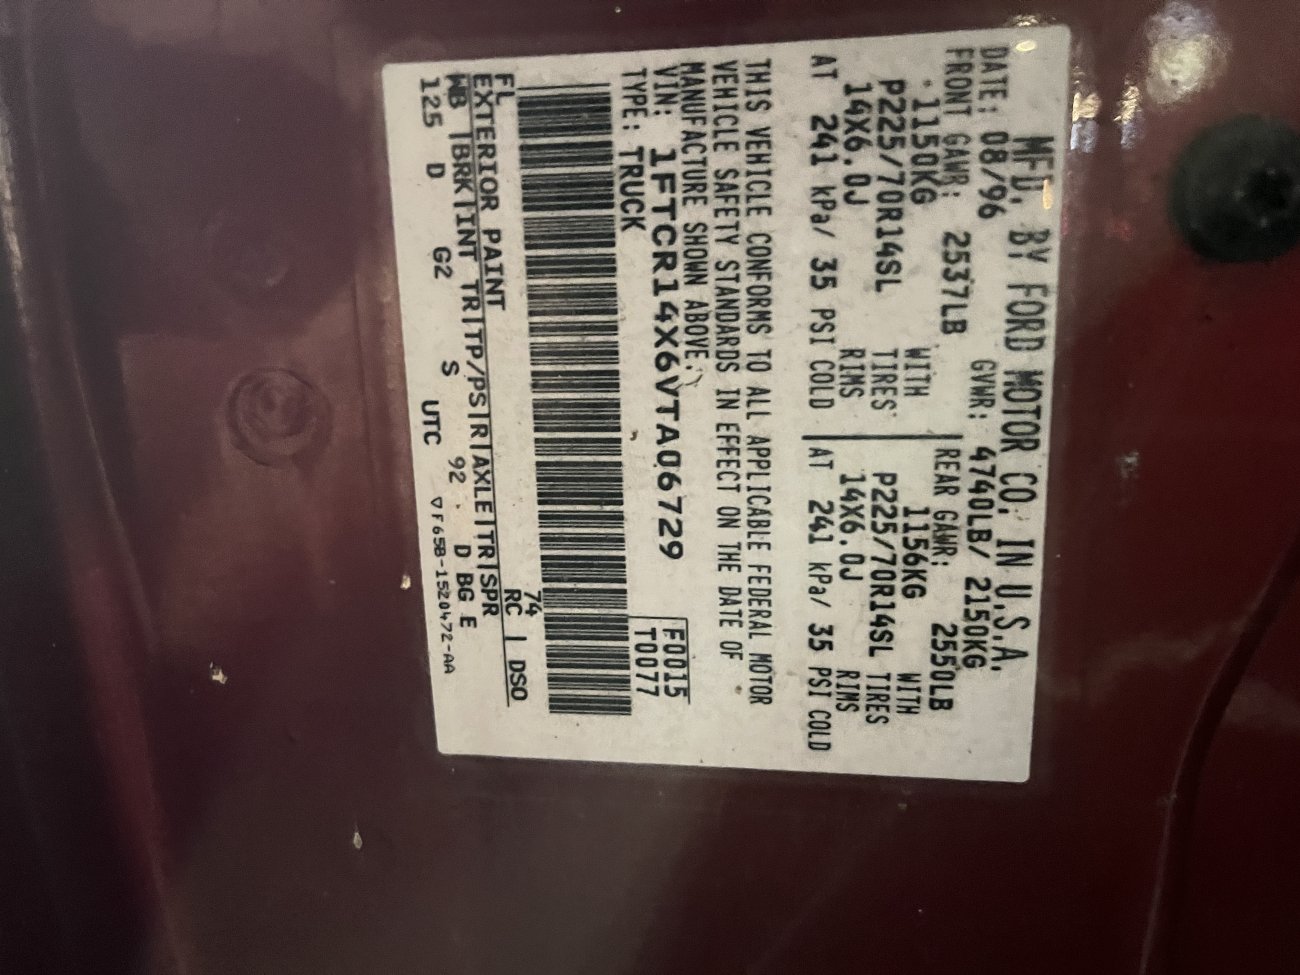 MFD. BY FORD MOTOR CO. IN U.S.A.
DATE: 08/96 GVWR: 4740LB/ 2150KG
FRONT GAWR: 2537LB REAR GAWR: 2550LB
1150KG WITH 1156KG WITH
P225/70R14SL TIRES P225/70R14SL TIRES
14X6.0J RIMS 14X6.0J RIMS
AT 241 kPa/ 35 PSI COLD AT 241 kPa/ 35 PSI COLD
THIS VEHICLE CONFORMS TO ALL APPLICABLE FEDERAL MOTOR
VEHICLE SAFETY STANDARDS IN EFFECT ON THE DATE OF
MANUFACTURE SHOWN ABOVE.
VIN: 1FTCR14X6VTA06729 F0015
TYPE: TRUCK T0077
74
FL RC | DSO
EXTERIOR PAINT
WB |BRK|INT TR|TP/PS|R|AXLE|TR|SPR
125 D G2 S 92 D BG E
UTC ▽F65B-1520472-AA